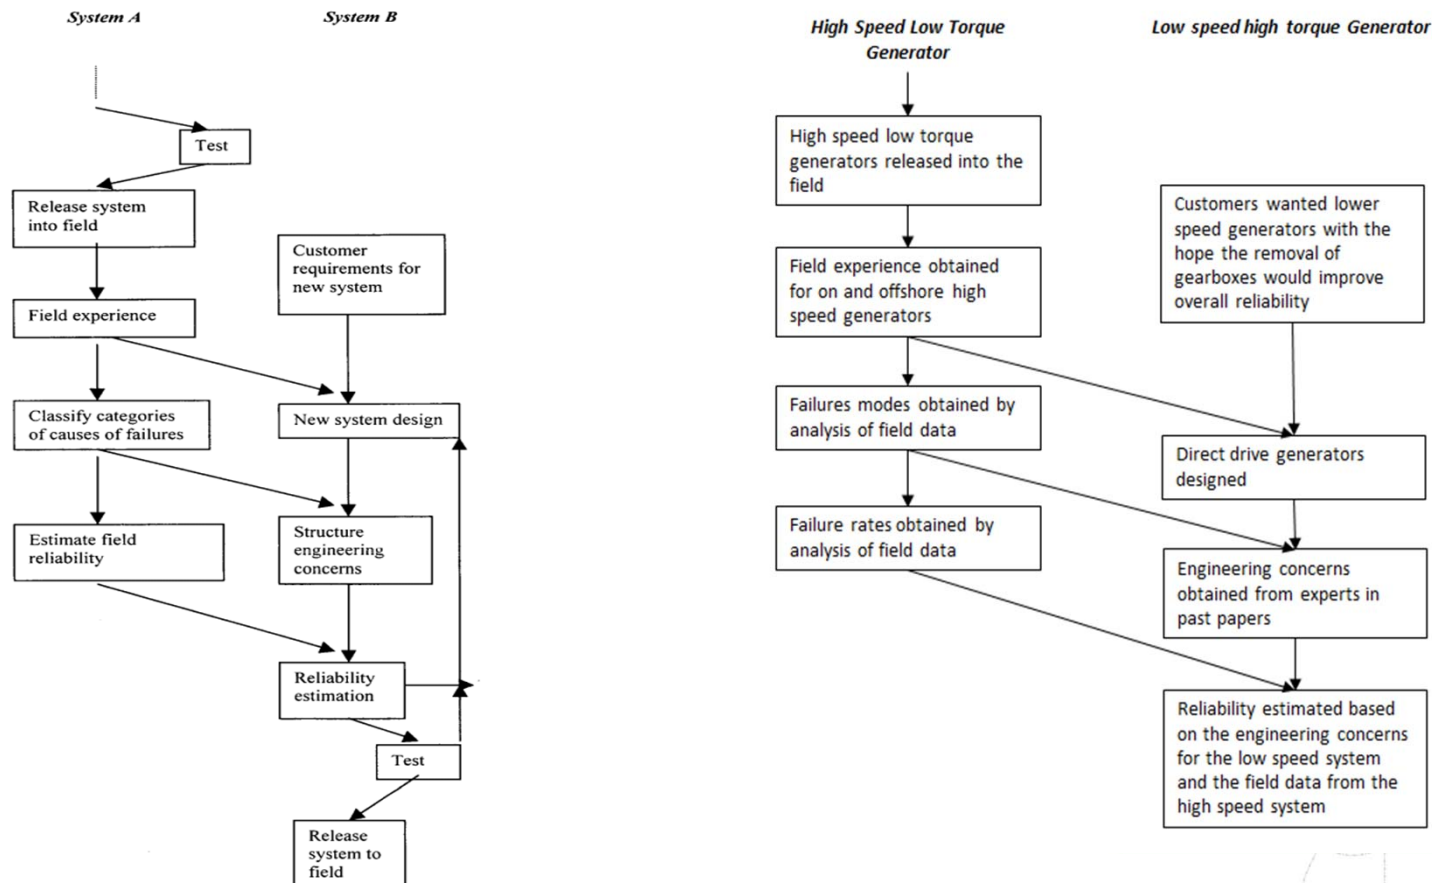 System A
System B
Test
Release system
into field
Customer
requirements for
new system
Field experience
Classify categories
of causes of failures
New system design
Estimate field
reliability
Structure
engineering
concerns
Reliability
estimation
Test
Release
system to
field
High Speed Low Torque
Generator
Low speed high torque Generator
High speed low torque
generators released into the
field
Customers wanted lower
speed generators with the
hope the removal of
gearboxes would improve
overall reliability
Field experience obtained
for on and offshore high
speed generators
Failures modes obtained by
analysis of field data
Direct drive generators
designed
Failure rates obtained by
analysis of field data
Engineering concerns
obtained from experts in
past papers
Reliability estimated based
on the engineering concerns
for the low speed system
and the field data from the
high speed system